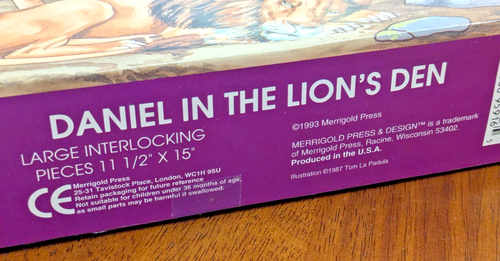 DANIEL IN THE LION'S DEN
LARGE INTERLOCKING
PIECES 11 1/2" X 15"
CE
Merrigold Press
25-31 Tavistock Place, London, WC1H 9SU
Retain packaging for future reference
Not suitable for children under 36 months of age,
as small parts may be harmful if swallowed;
©1993 Merrigold Press
MERRIGOLD PRESS & DESIGN™ is a trademark
of Merrigold Press, Racine, Wisconsin 53402.
Produced in the U.S.A.
Illustration ©1987 Tom La Padula